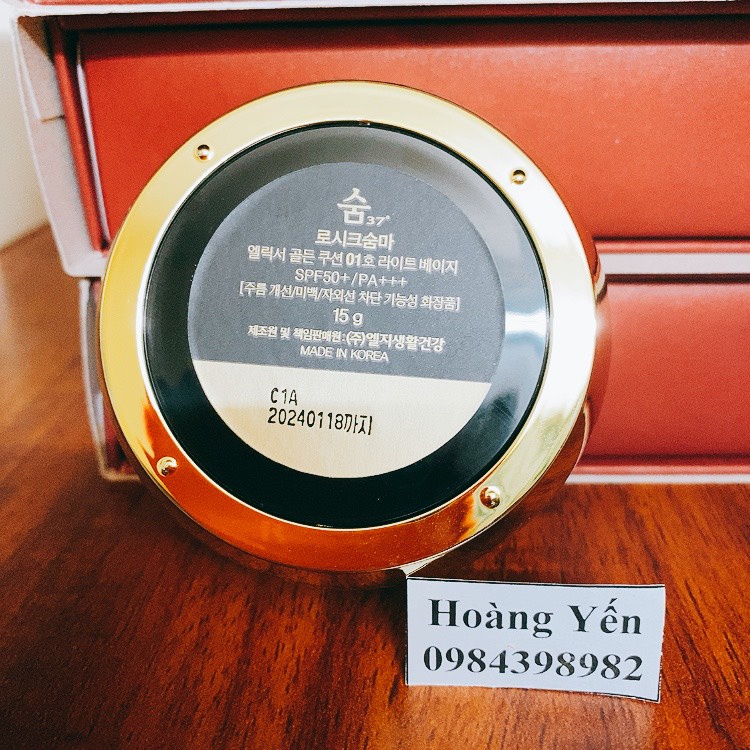 숨37°
로시크숨마
엘릭서 골든 쿠션 01호 라이트 베이지
SPF50+/PA+++
[주름 개선/미백/자외선 차단 기능성 화장품]
15 g
제조원 및 책임판매원:(주)엘지생활건강
MADE IN KOREA
C1A
20240118까지
Hoàng Yến
0984398982